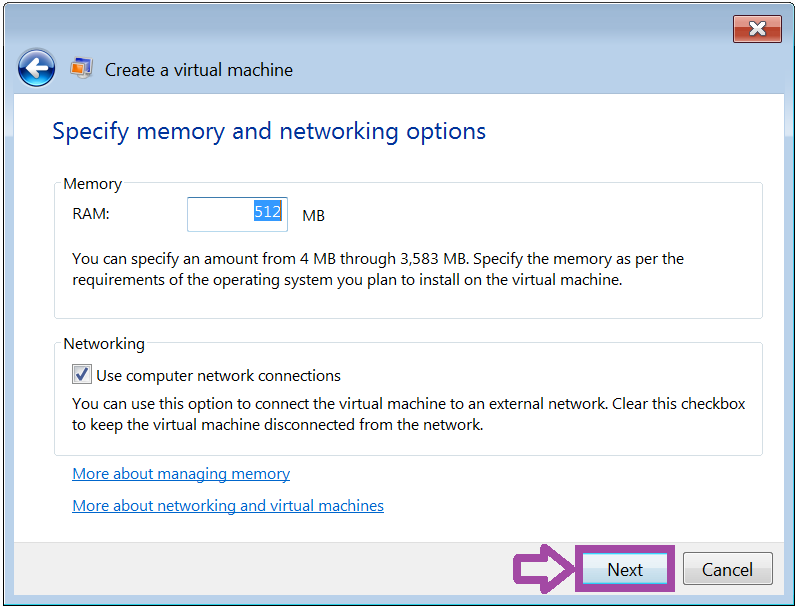 Create a virtual machine
Specify memory and networking options
Memory
RAM: 512 MB
You can specify an amount from 4 MB through 3,583 MB. Specify the memory as per the
requirements of the operating system you plan to install on the virtual machine.
Networking
Use computer network connections
You can use this option to connect the virtual machine to an external network. Clear this checkbox
to keep the virtual machine disconnected from the network.
More about managing memory
More about networking and virtual machines
Next Cancel